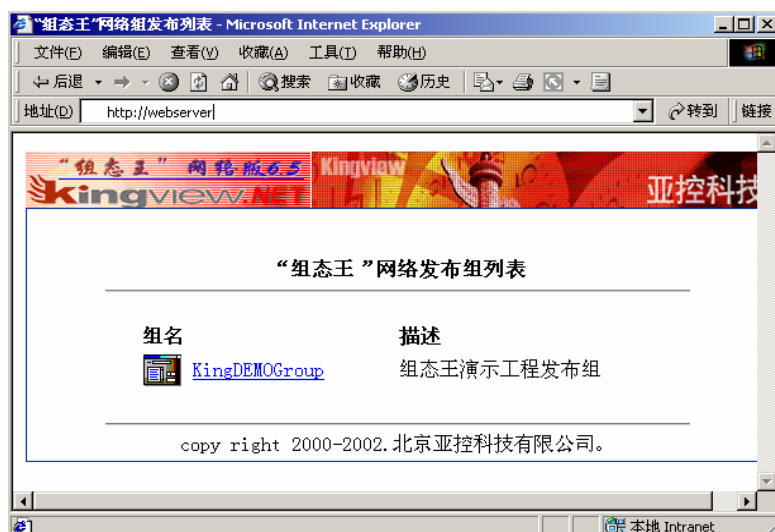 “组态王”网络组发布列表 - Microsoft Internet Explorer
文件(F) 编辑(E) 查看(V) 收藏(A) 工具(T) 帮助(H)
后退 搜索 收藏 历史
地址(D) http://webserver 转到 链接
“组态王” 网络版6.5 Kingview 亚控科技
kingview.NET
“组态王 ”网络发布组列表
组名 描述
KingDEMOGroup 组态王演示工程发布组
copy right 2000-2002.北京亚控科技有限公司。
本地 Intranet